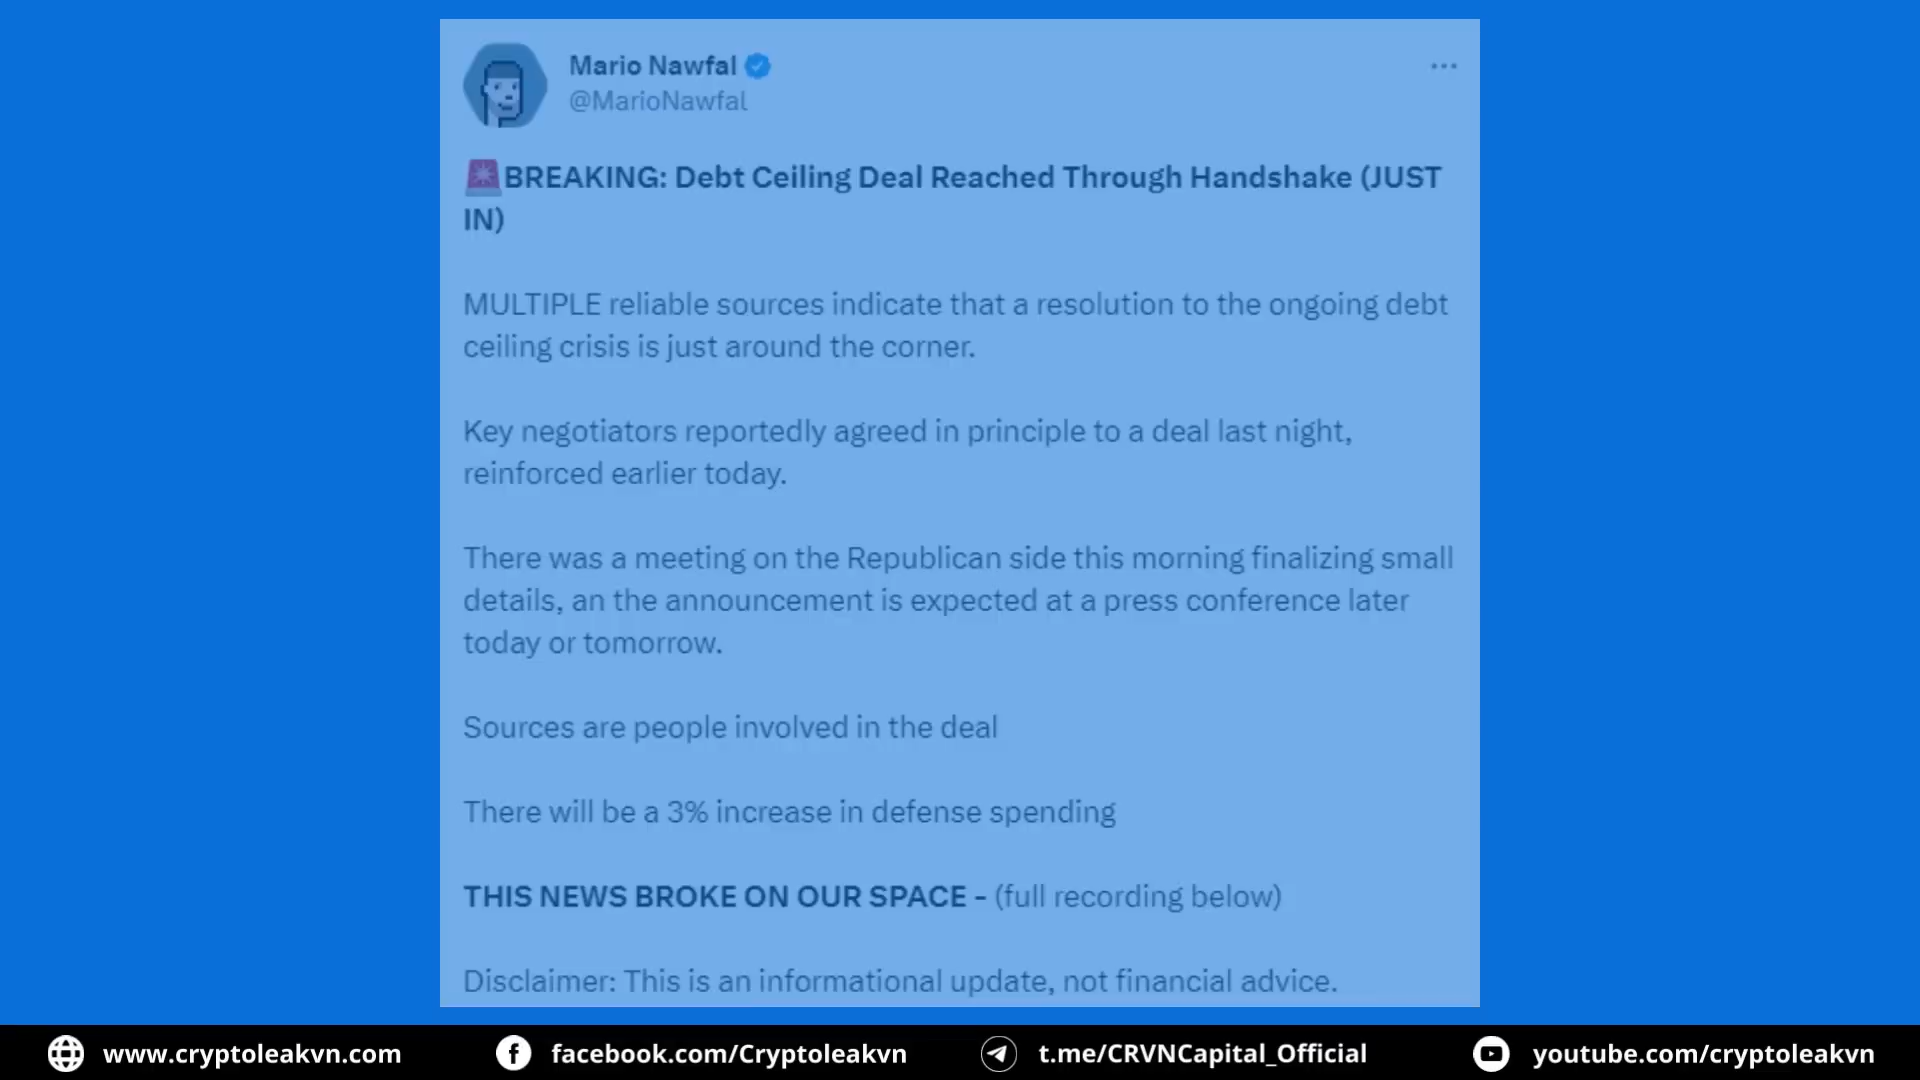 Mario Nawfal
@MarioNawfal
🚨BREAKING: Debt Ceiling Deal Reached Through Handshake (JUST
IN)
MULTIPLE reliable sources indicate that a resolution to the ongoing debt
ceiling crisis is just around the corner.
Key negotiators reportedly agreed in principle to a deal last night,
reinforced earlier today.
There was a meeting on the Republican side this morning finalizing small
details, an the announcement is expected at a press conference later
today or tomorrow.
Sources are people involved in the deal
There will be a 3% increase in defense spending
THIS NEWS BROKE ON OUR SPACE - (full recording below)
Disclaimer: This is an informational update, not financial advice.
www.cryptoleakvn.com
facebook.com/Cryptoleakvn
t.me/CRVNCapital_Official
youtube.com/cryptoleakvn